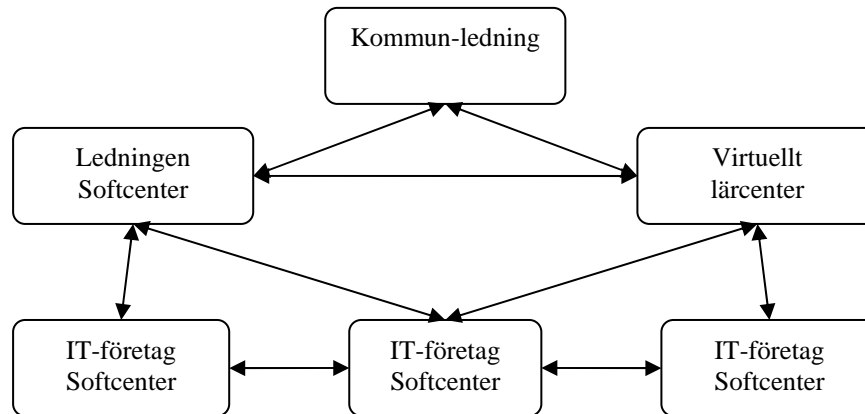 Kommun-ledning
Ledningen
Softcenter
Virtuellt
lärcenter
IT-företag
Softcenter
IT-företag
Softcenter
IT-företag
Softcenter